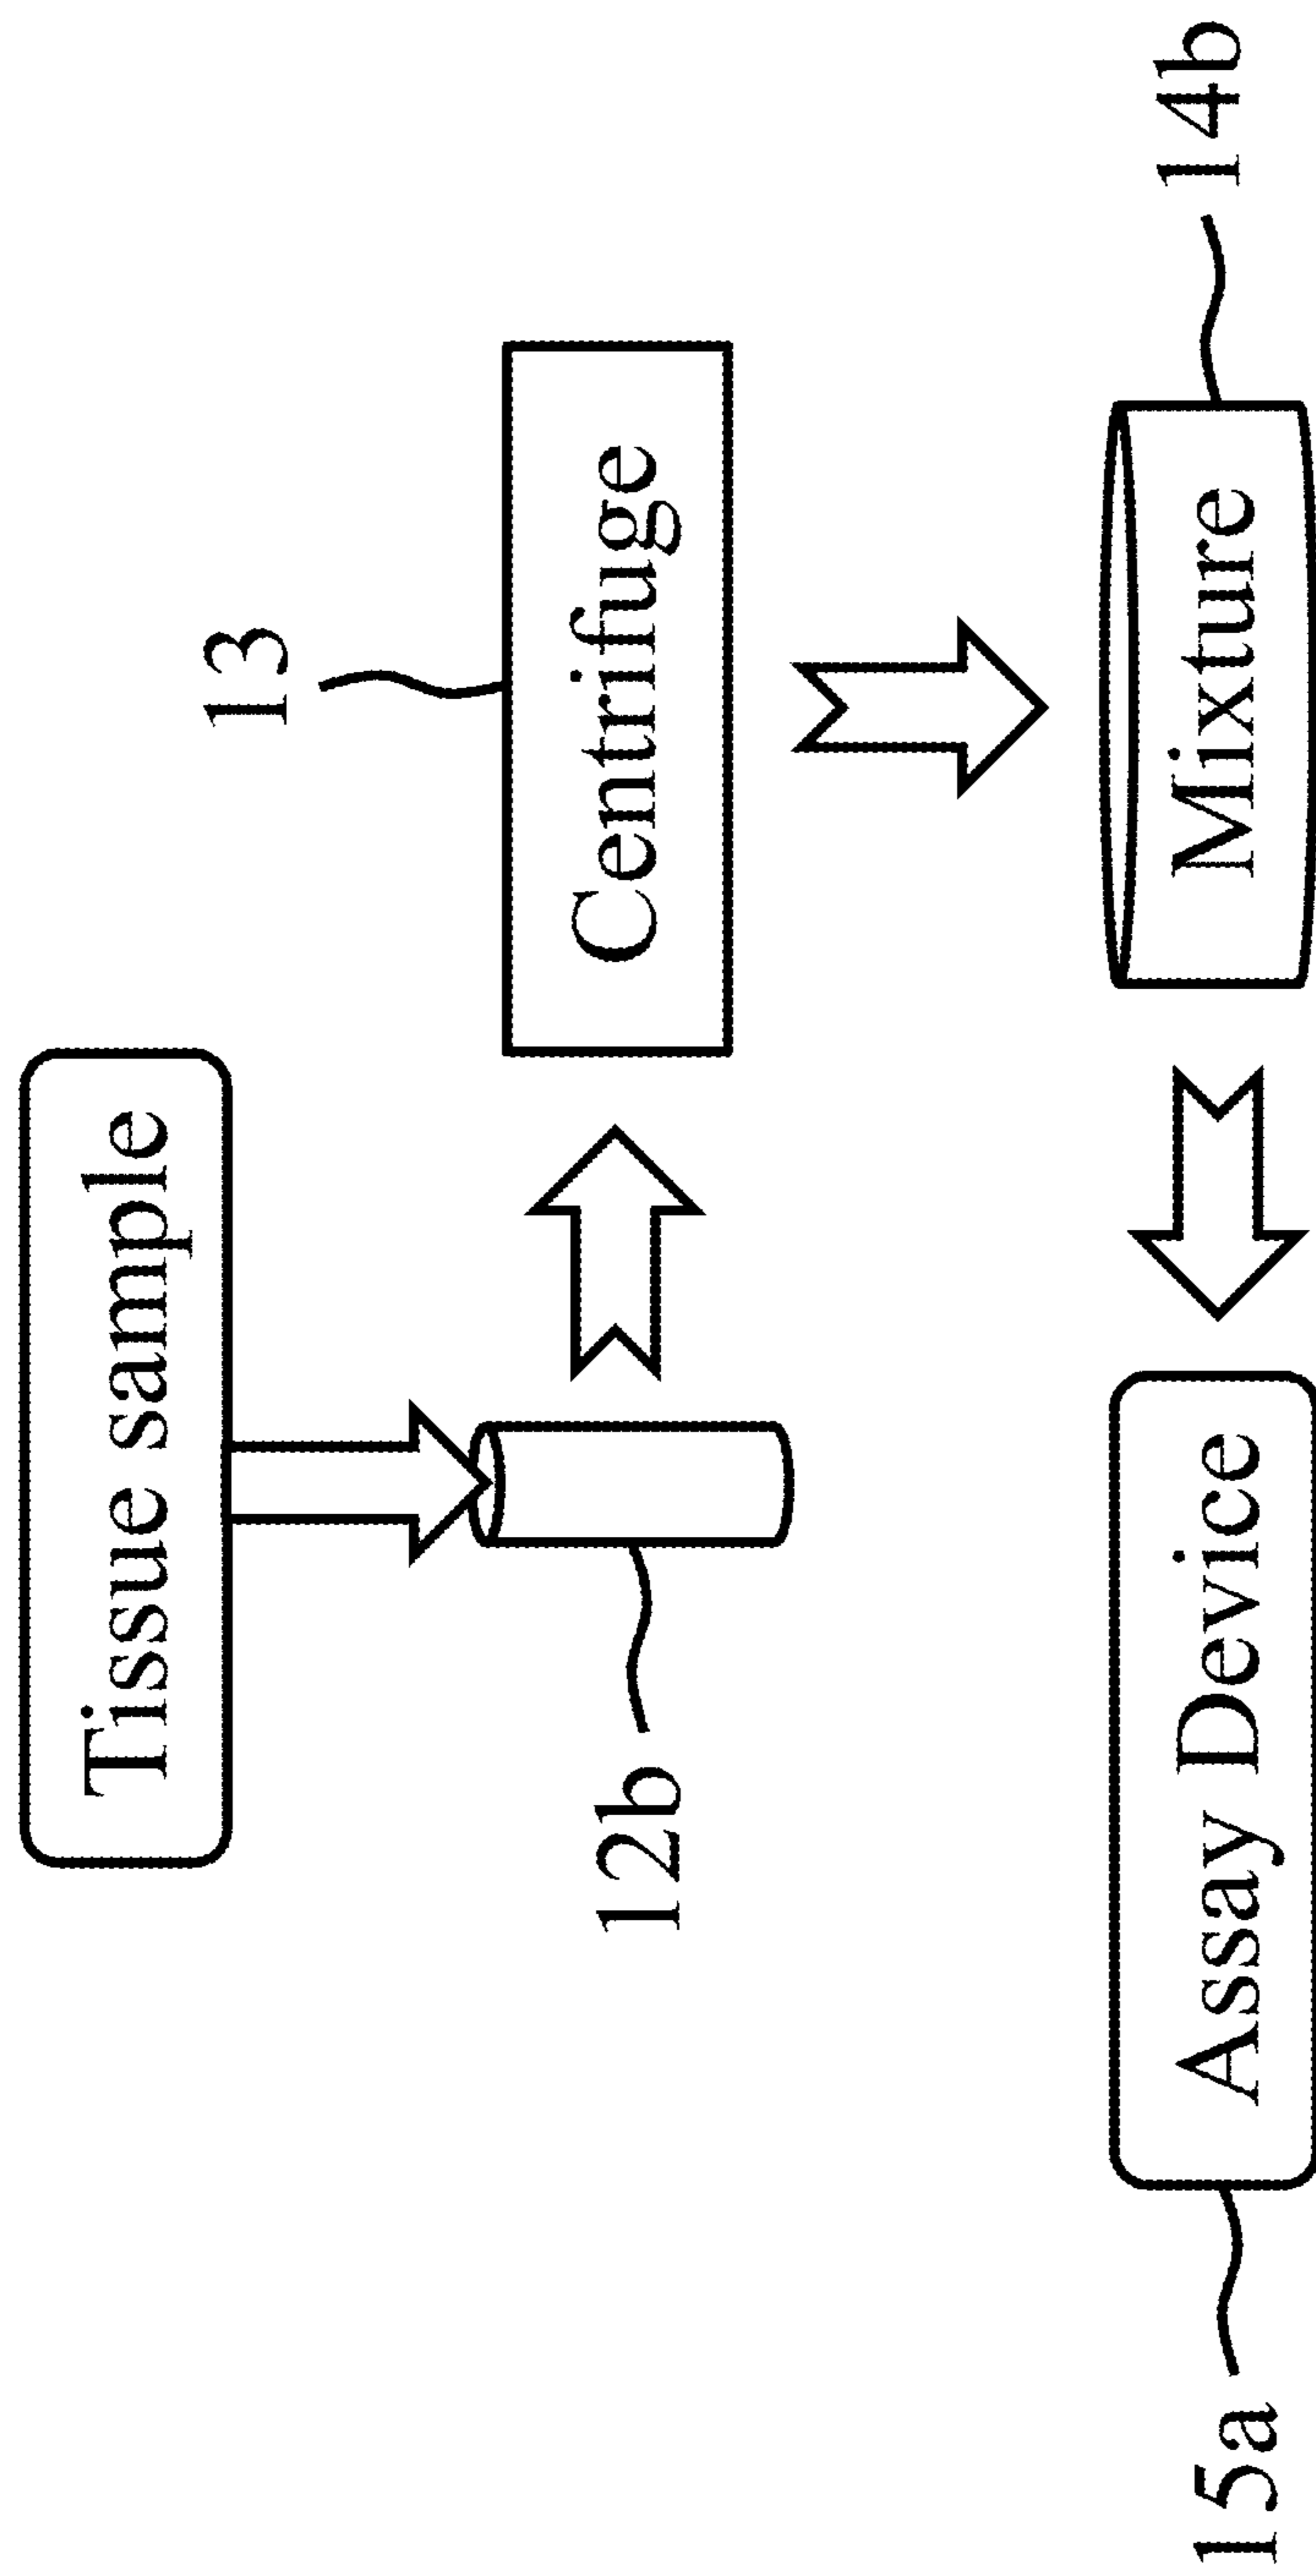 Tissue sample
13
12b
Centrifuge
15a
Assay Device
Mixture
14b